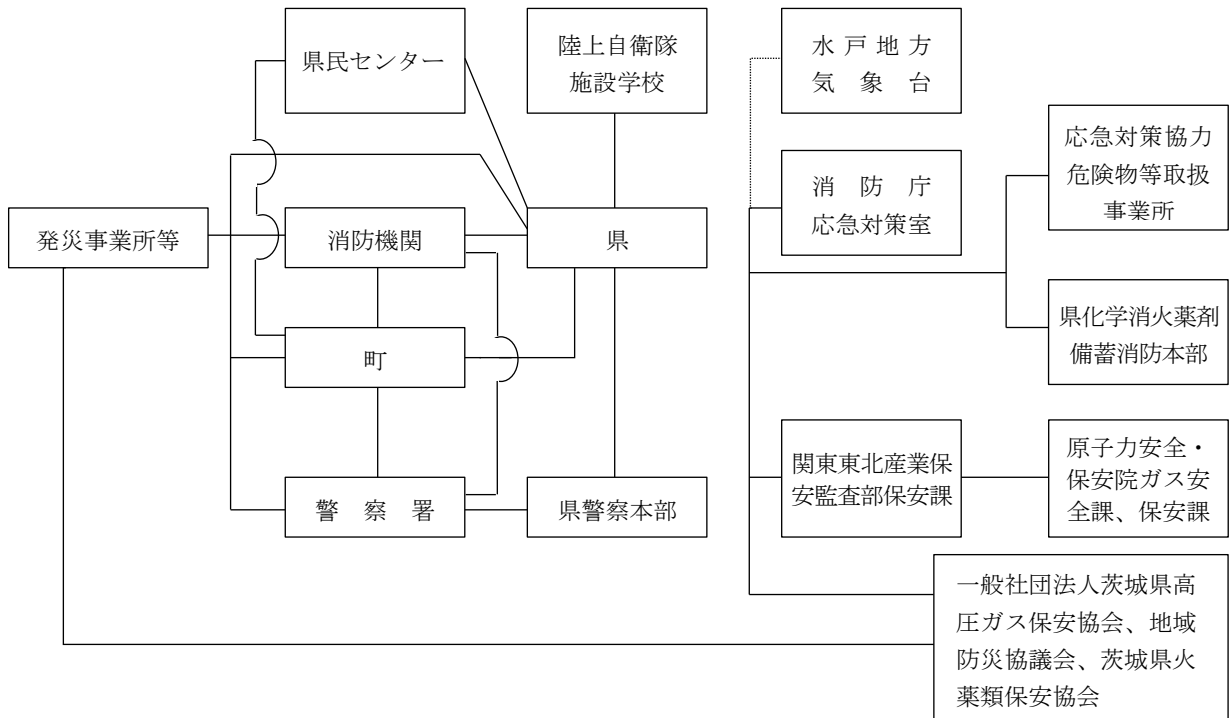 県民センター
陸上自衛隊
施設学校
水戸地方
気象台
応急対策協力
危険物等取扱
事業所
消防庁
応急対策室
発災事業所等
消防機関
県
県化学消火薬剤
備蓄消防本部
町
関東東北産業保
安監査部保安課
原子力安全・
保安院ガス安
全課、保安課
警察署
県警察本部
一般社団法人茨城県高
圧ガス保安協会、地域
防災協議会、茨城県火
薬類保安協会